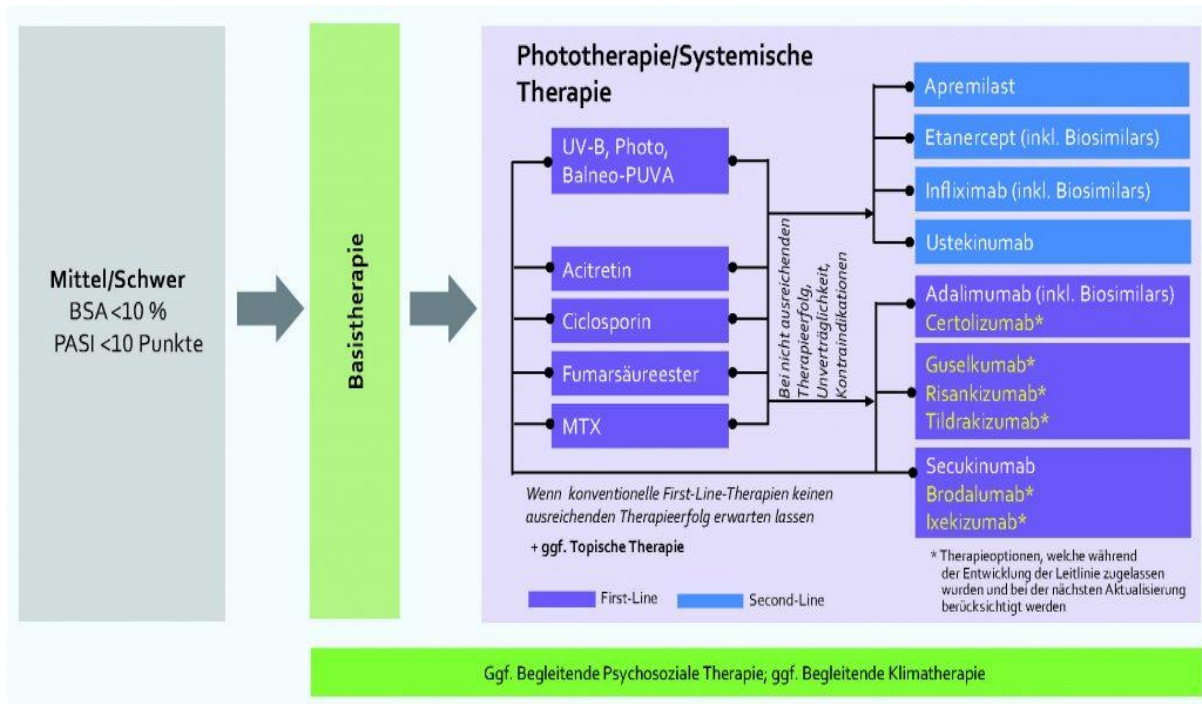 Mittel/Schwer
BSA <10 %
PASI <10 Punkte
Basistherapie
Phototherapie/Systemische
Therapie
UV-B, Photo,
Balneo-PUVA
Acitretin
Ciclosporin
Fumarsäureester
MTX
Bei nicht ausreichenden
Therapieerfolg,
Unverträglichkeit,
Kontraindikationen
Wenn konventionelle First-Line-Therapien keinen
ausreichenden Therapieerfolg erwarten lassen
+ ggf. Topische Therapie
First-Line
Second-Line
Apremilast
Etanercept (inkl. Biosimilars)
Infliximab (inkl. Biosimilars)
Ustekinumab
Adalimumab (inkl. Biosimilars)
Certolizumab*
Guselkumab*
Risankizumab*
Tildrakizumab*
Secukinumab
Brodalumab*
Ixekizumab*
* Therapieoptionen, welche während
der Entwicklung der Leitlinie zugelassen
wurden und bei der nächsten Aktualisierung
berücksichtigt werden
Ggf. Begleitende Psychosoziale Therapie; ggf. Begleitende Klimatherapie